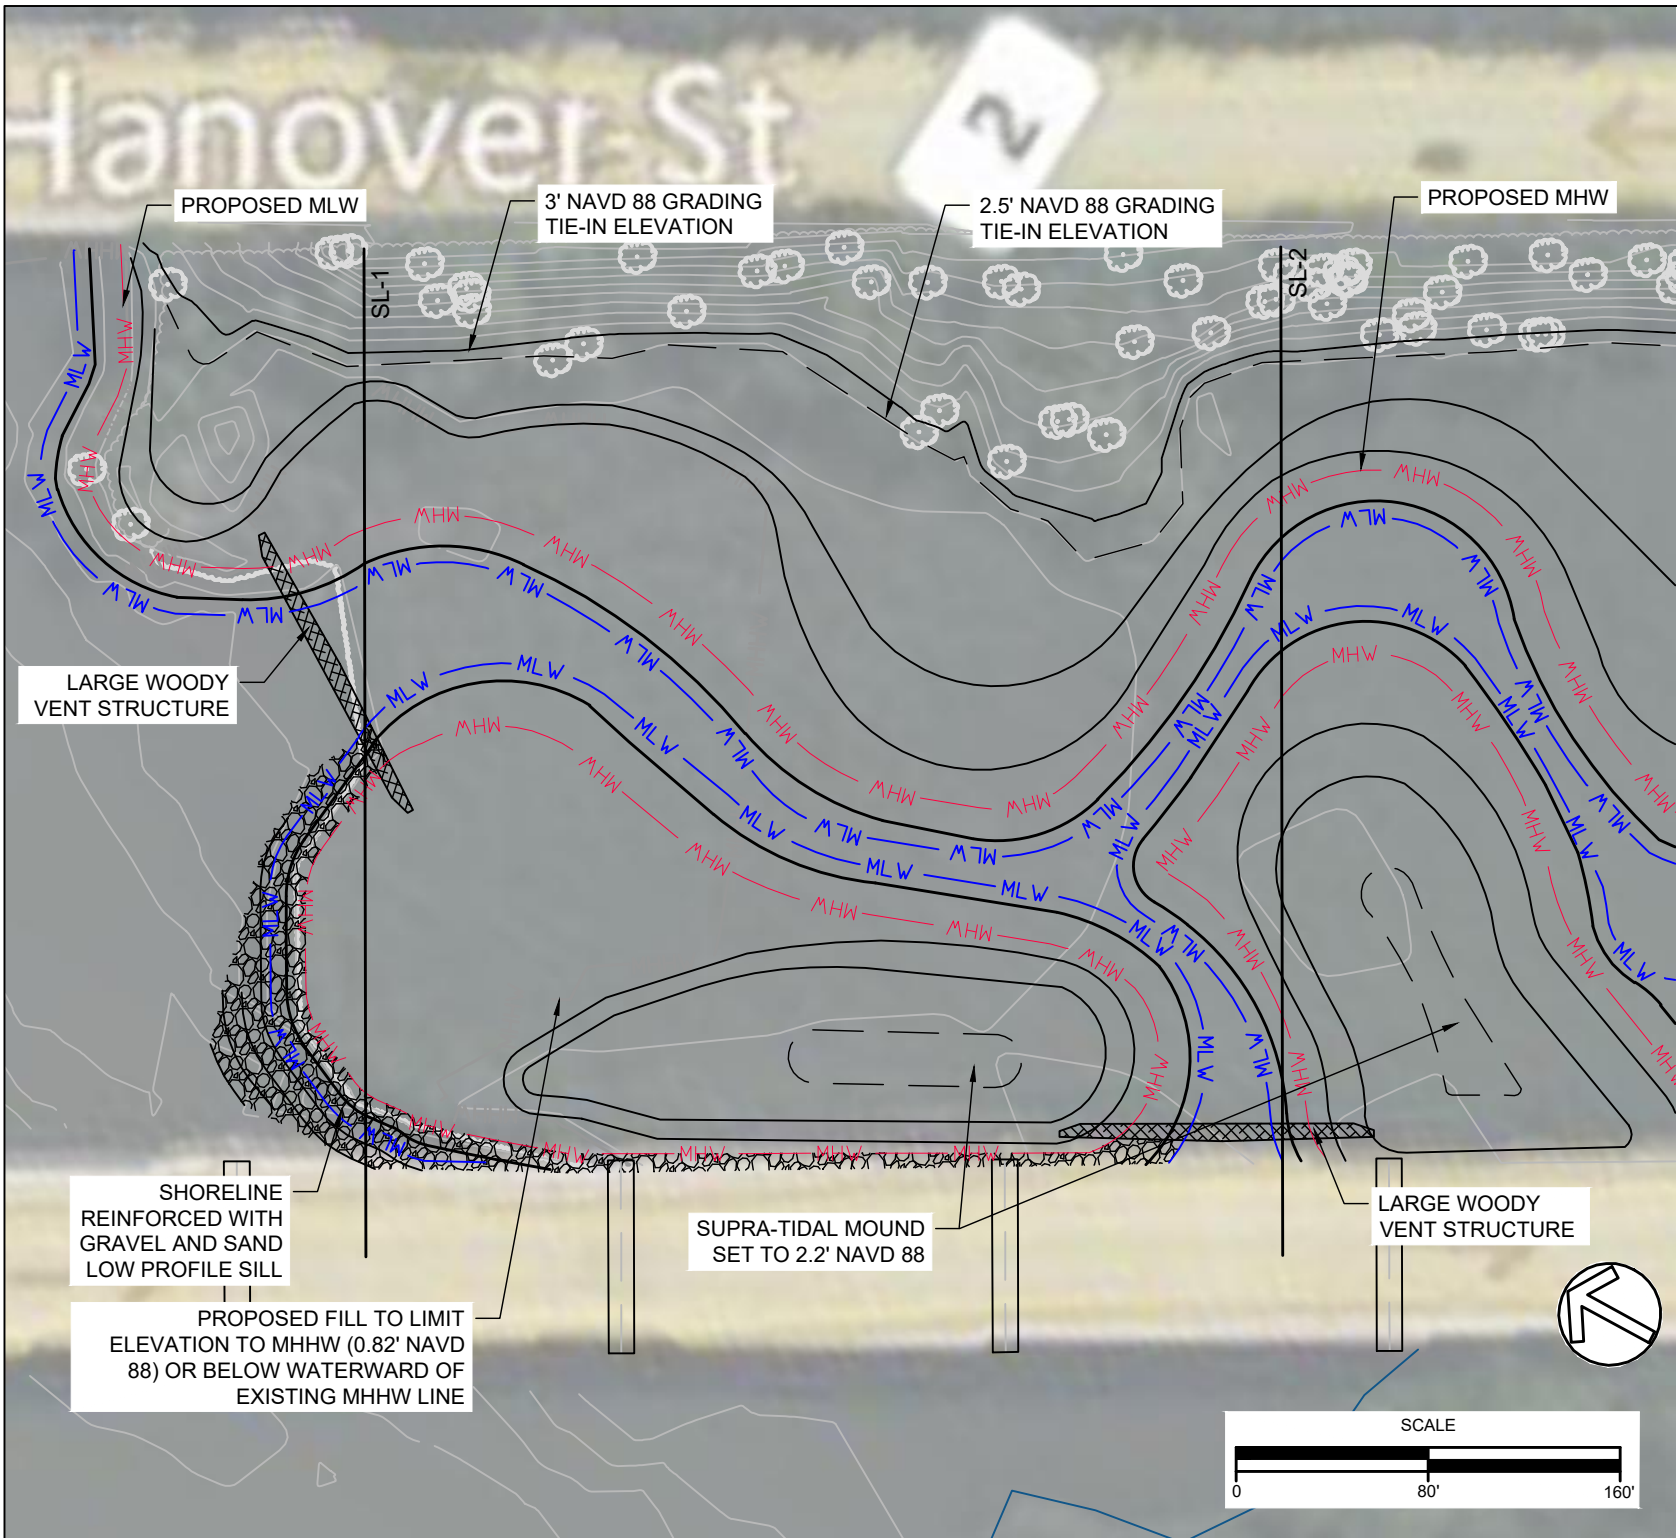 Hanover St
2
PROPOSED MLW
3' NAVD 88 GRADING
TIE-IN ELEVATION
2.5' NAVD 88 GRADING
TIE-IN ELEVATION
PROPOSED MHW
SL-1
SL-2
MHW
MLW
LARGE WOODY
VENT STRUCTURE
SHORELINE
REINFORCED WITH
GRAVEL AND SAND
LOW PROFILE SILL
SUPRA-TIDAL MOUND
SET TO 2.2' NAVD 88
LARGE WOODY
VENT STRUCTURE
PROPOSED FILL TO LIMIT
ELEVATION TO MHHW (0.82' NAVD
88) OR BELOW WATERWARD OF
EXISTING MHHW LINE
SCALE
0 80' 160'